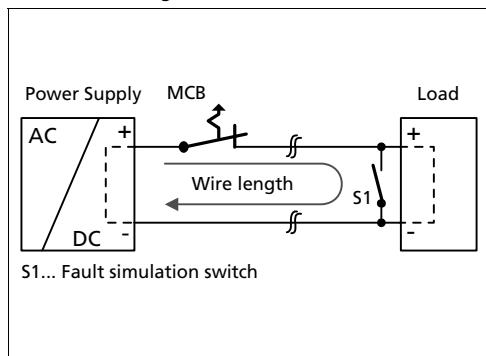 Power Supply MCB Load
AC + +
Wire length
S1
DC - -
S1... Fault simulation switch